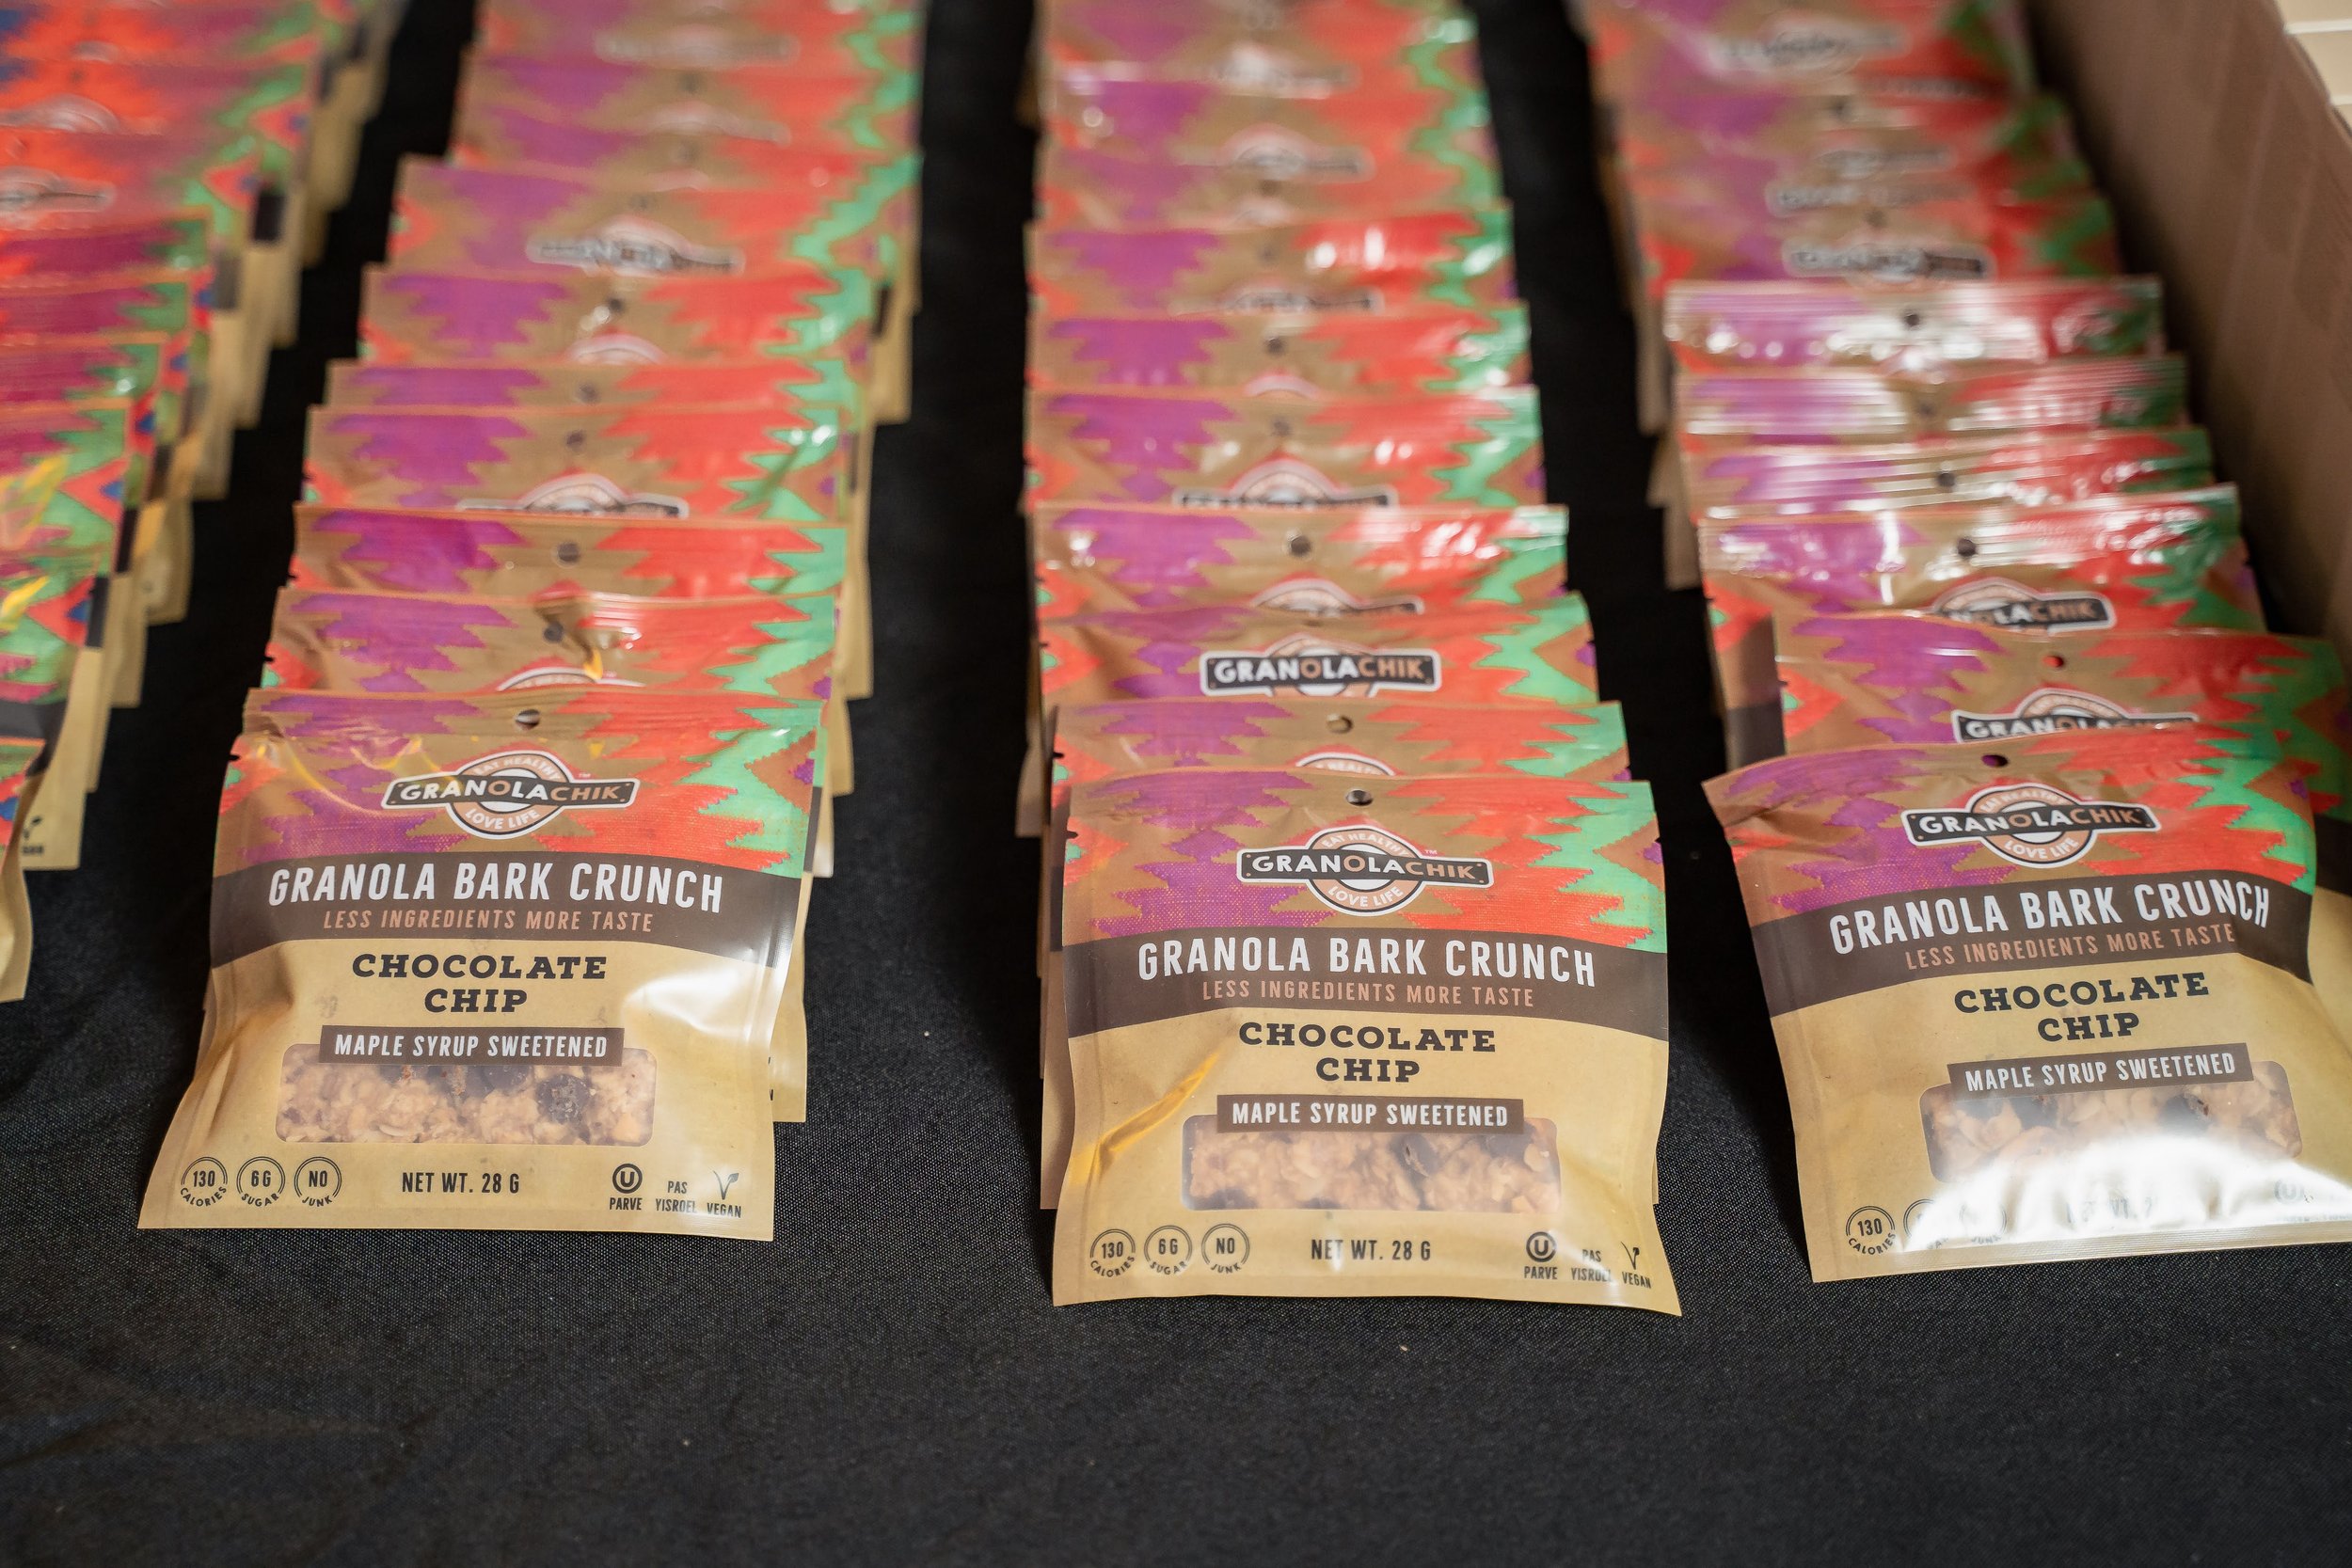 GRANOLACHIK
GRANOLACHIK
GRANOLACHIK
EAT HEALTHY
GRANOLACHIK™
LOVE LIFE
GRANOLA BARK CRUNCH
LESS INGREDIENTS MORE TASTE
CHOCOLATE
CHIP
MAPLE SYRUP SWEETENED
130 CALORIES
6G SUGAR
NO JUNK
NET WT. 28 G
U PARVE
PAS YISROEL
VEGAN
EAT HEALTHY
EAT HEALTHY
GRANOLACHIK™
LOVE LIFE
GRANOLA BARK CRUNCH
LESS INGREDIENTS MORE TASTE
CHOCOLATE
CHIP
MAPLE SYRUP SWEETENED
130 CALORIES
6G SUGAR
NO JUNK
NET WT. 28 G
U PARVE
PAS YISROEL
VEGAN
EAT HEALTHY
GRANOLACHIK
LOVE LIFE
GRANOLA BARK CRUNCH
LESS INGREDIENTS MORE TASTE
CHOCOLATE
CHIP
MAPLE SYRUP SWEETENED
130 CALORIES